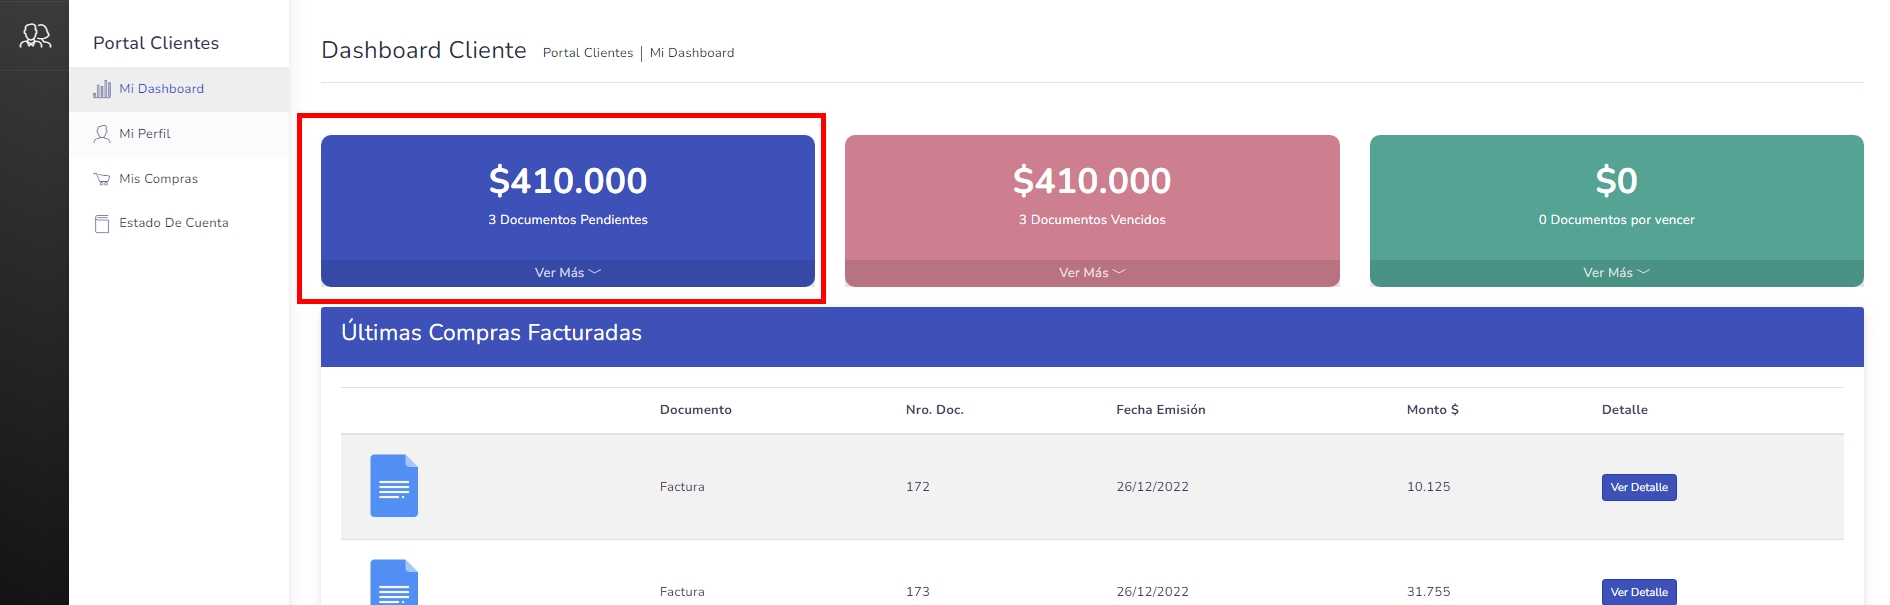 Portal Clientes
Mi Dashboard
Mi Perfil
Mis Compras
Estado De Cuenta
Dashboard Cliente Portal Clientes | Mi Dashboard
$410.000
3 Documentos Pendientes
Ver Más
$410.000
3 Documentos Vencidos
Ver Más
$0
0 Documentos por vencer
Ver Más
Últimas Compras Facturadas
Documento Nro. Doc. Fecha Emisión Monto $ Detalle
Factura 172 26/12/2022 10.125 Ver Detalle
Factura 173 26/12/2022 31.755 Ver Detalle